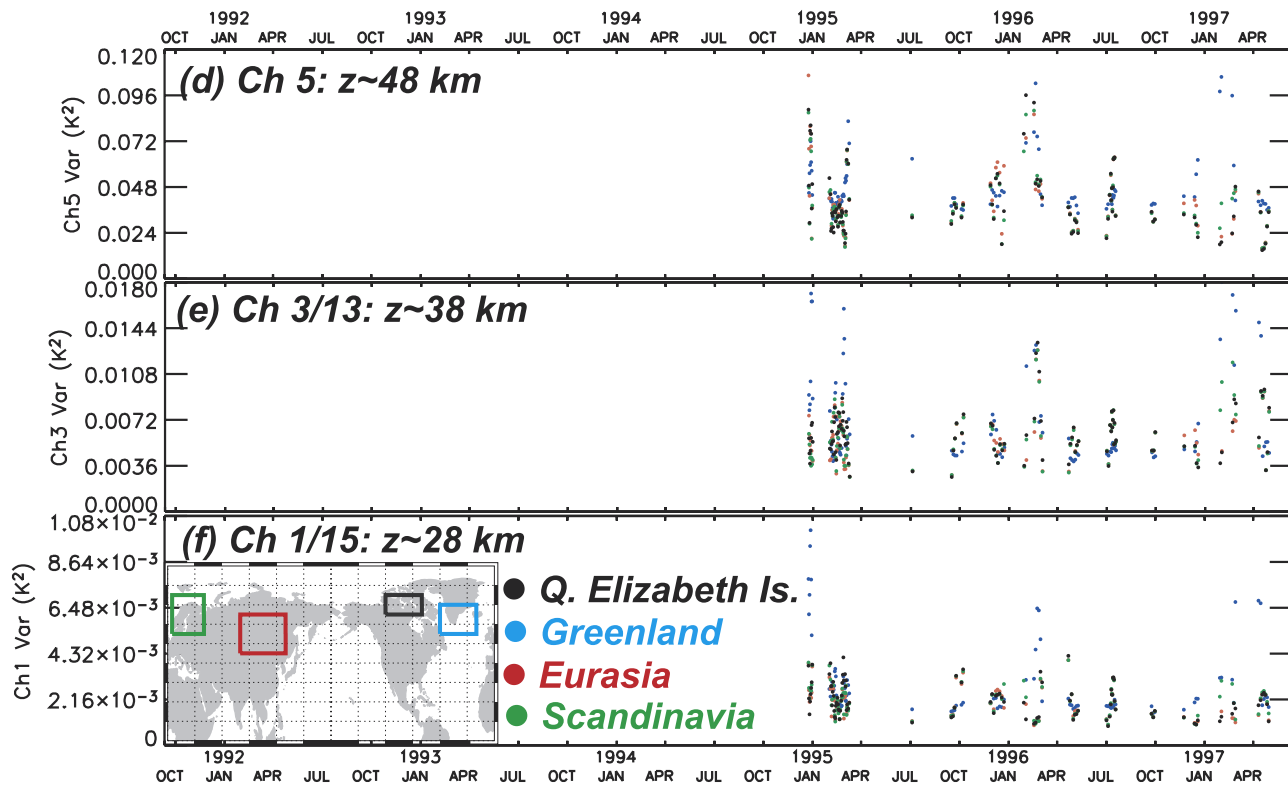 1992 1993 1994 1995 1996 1997
OCT JAN APR JUL OCT JAN APR JUL OCT JAN APR JUL OCT JAN APR JUL OCT JAN APR JUL OCT JAN APR
(d) Ch 5: z~48 km
Ch5 Var (K²)
0.120
0.096
0.072
0.048
0.024
0.000
(e) Ch 3/13: z~38 km
Ch3 Var (K²)
0.0180
0.0144
0.0108
0.0072
0.0036
0.0000
(f) Ch 1/15: z~28 km
Ch1 Var (K²)
1.08×10⁻²
8.64×10⁻³
6.48×10⁻³
4.32×10⁻³
2.16×10⁻³
0
Q. Elizabeth Is.
Greenland
Eurasia
Scandinavia
1992 1993 1994 1995 1996 1997
OCT JAN APR JUL OCT JAN APR JUL OCT JAN APR JUL OCT JAN APR JUL OCT JAN APR JUL OCT JAN APR